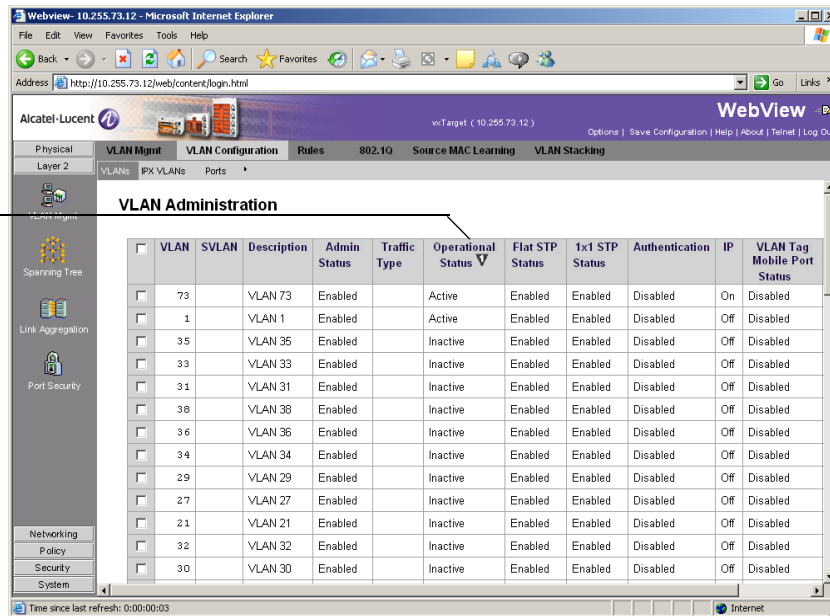 Webview- 10.255.73.12 - Microsoft Internet Explorer
File Edit View Favorites Tools Help
Back Search Favorites
Address http://10.255.73.12/web/content/login.html Go Links
Alcatel-Lucent vxTarget ( 10.255.73.12 ) WebView
Options | Save Configuration | Help | About | Telnet | Log Ou
Physical VLAN Mgmt VLAN Configuration Rules 802.1Q Source MAC Learning VLAN Stacking
Layer 2 VLANs IPX VLANs Ports
VLAN Mgmt
Spanning Tree
Link Aggregation
Port Security
Networking
Policy
Security
System
VLAN Administration
VLAN SVLAN Description Admin Status Traffic Type Operational Status 1 Flat STP Status 1x1 STP Status Authentication IP VLAN Tag Mobile Port Status
73 VLAN 73 Enabled Active Enabled Enabled Disabled On Disabled
1 VLAN 1 Enabled Active Enabled Enabled Disabled Off Disabled
35 VLAN 35 Enabled Inactive Enabled Enabled Disabled Off Disabled
33 VLAN 33 Enabled Inactive Enabled Enabled Disabled Off Disabled
31 VLAN 31 Enabled Inactive Enabled Enabled Disabled Off Disabled
38 VLAN 38 Enabled Inactive Enabled Enabled Disabled Off Disabled
36 VLAN 36 Enabled Inactive Enabled Enabled Disabled Off Disabled
34 VLAN 34 Enabled Inactive Enabled Enabled Disabled Off Disabled
29 VLAN 29 Enabled Inactive Enabled Enabled Disabled Off Disabled
27 VLAN 27 Enabled Inactive Enabled Enabled Disabled Off Disabled
21 VLAN 21 Enabled Inactive Enabled Enabled Disabled Off Disabled
32 VLAN 32 Enabled Inactive Enabled Enabled Disabled Off Disabled
30 VLAN 30 Enabled Inactive Enabled Enabled Disabled Off Disabled
Time since last refresh: 0:00:00:03 Internet